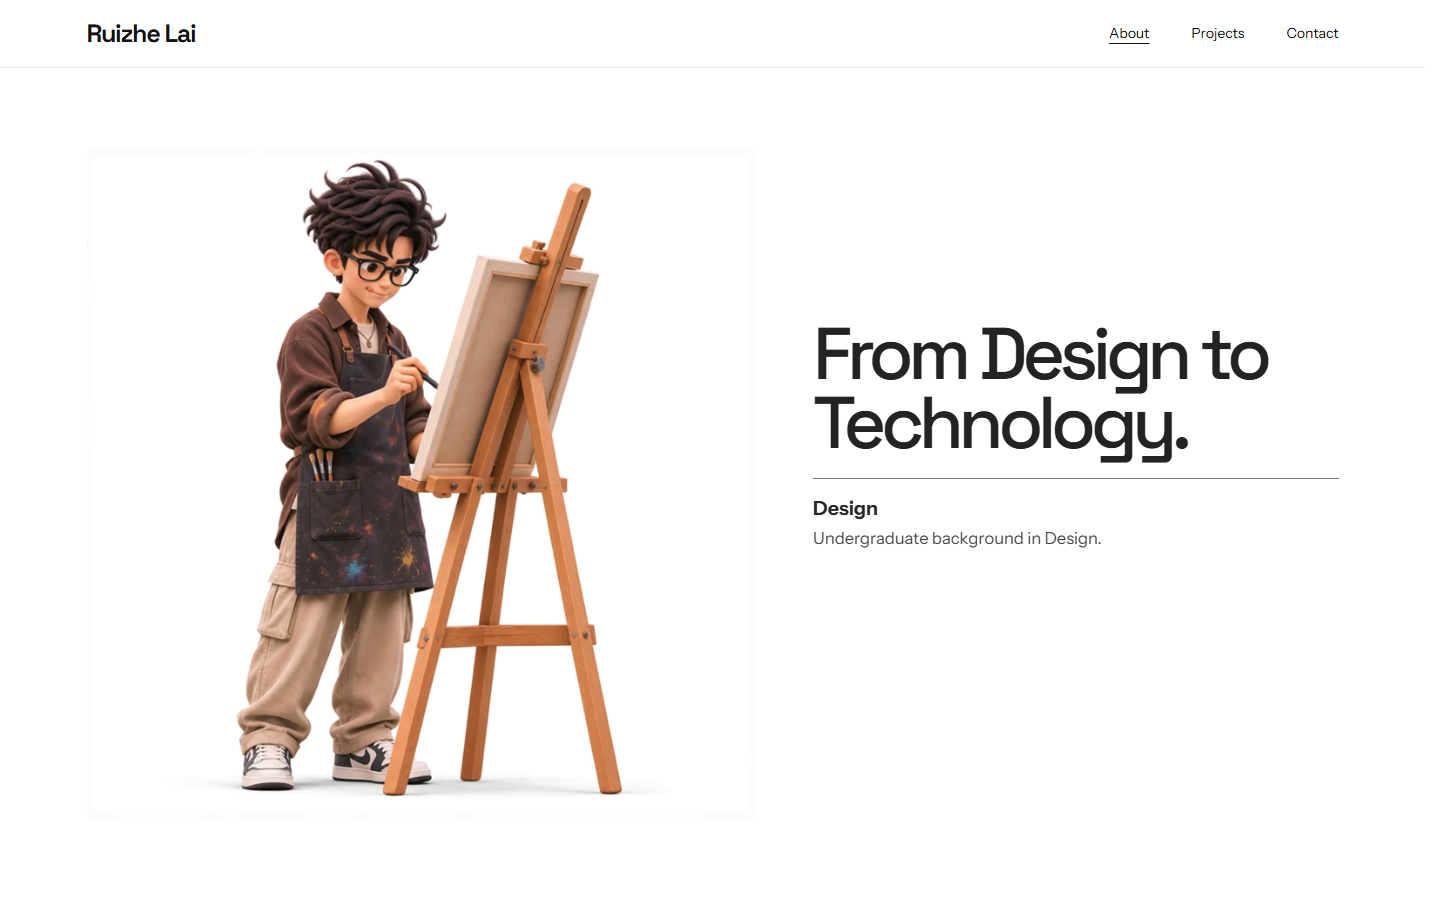 Ruizhe Lai
About
Projects
Contact
From Design to
Technology.
Design
Undergraduate background in Design.